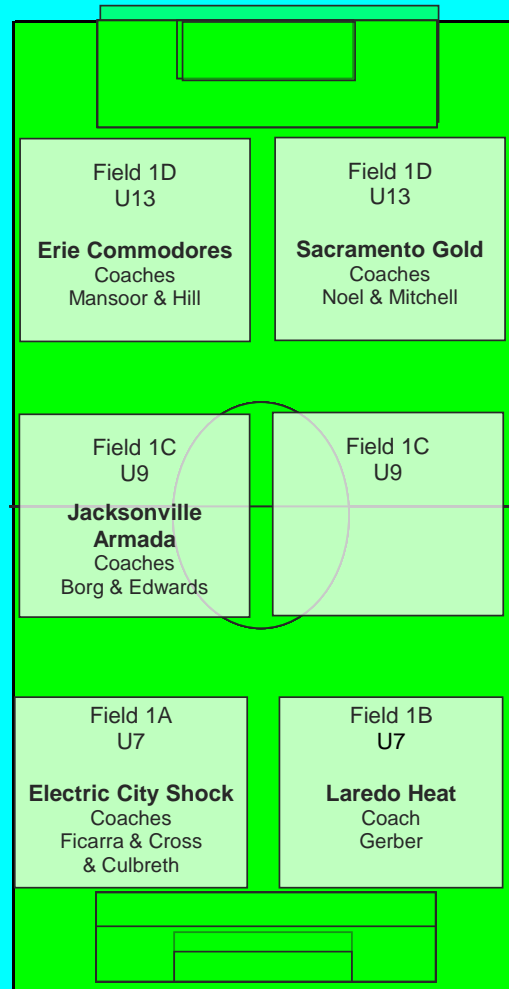 Field 1D
U13
Erie Commodores
Coaches
Mansoor & Hill
Field 1D
U13
Sacramento Gold
Coaches
Noel & Mitchell
Field 1C
U9
Jacksonville
Armada
Coaches
Borg & Edwards
Field 1C
U9
Field 1A
U7
Electric City Shock
Coaches
Ficarra & Cross
& Culbreth
Field 1B
U7
Laredo Heat
Coach
Gerber